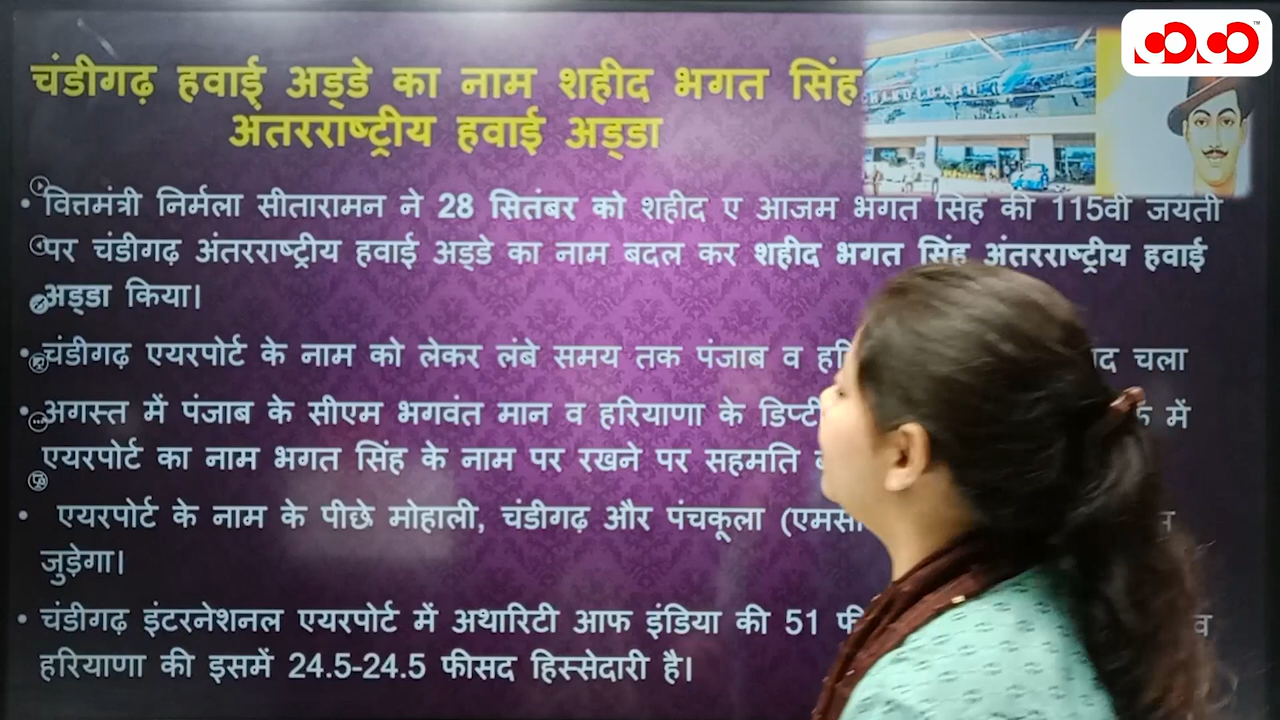 चंडीगढ़ हवाई अड्डे का नाम शहीद भगत सिंह
अतरराष्ट्रीय हवाई अड्डा
CHANDIGARH
• वित्तमंत्री निर्मला सीतारामन ने 28 सितंबर को शहीद ए आजम भगत सिंह की 115वी जयती
पर चंडीगढ़ अंतरराष्ट्रीय हवाई अड्डे का नाम बदल कर शहीद भगत सिंह अंतरराष्ट्रीय हवाई
अड्डा किया।
• चंडीगढ़ एयरपोर्ट के नाम को लेकर लंबे समय तक पंजाब व चला
• अगस्त में पंजाब के सीएम भगवंत मान व हरियाणा के डिप्टी में
एयरपोर्ट का नाम भगत सिंह के नाम पर रखने पर सहमति
• एयरपोर्ट के नाम के पीछे मोहाली, चंडीगढ़ और पंचकूला
जुड़ेगा।
• चंडीगढ़ इंटरनेशनल एयरपोर्ट में अथारिटी आफ इंडिया की 51 व
हरियाणा की इसमें 24.5-24.5 फीसद हिस्सेदारी है।